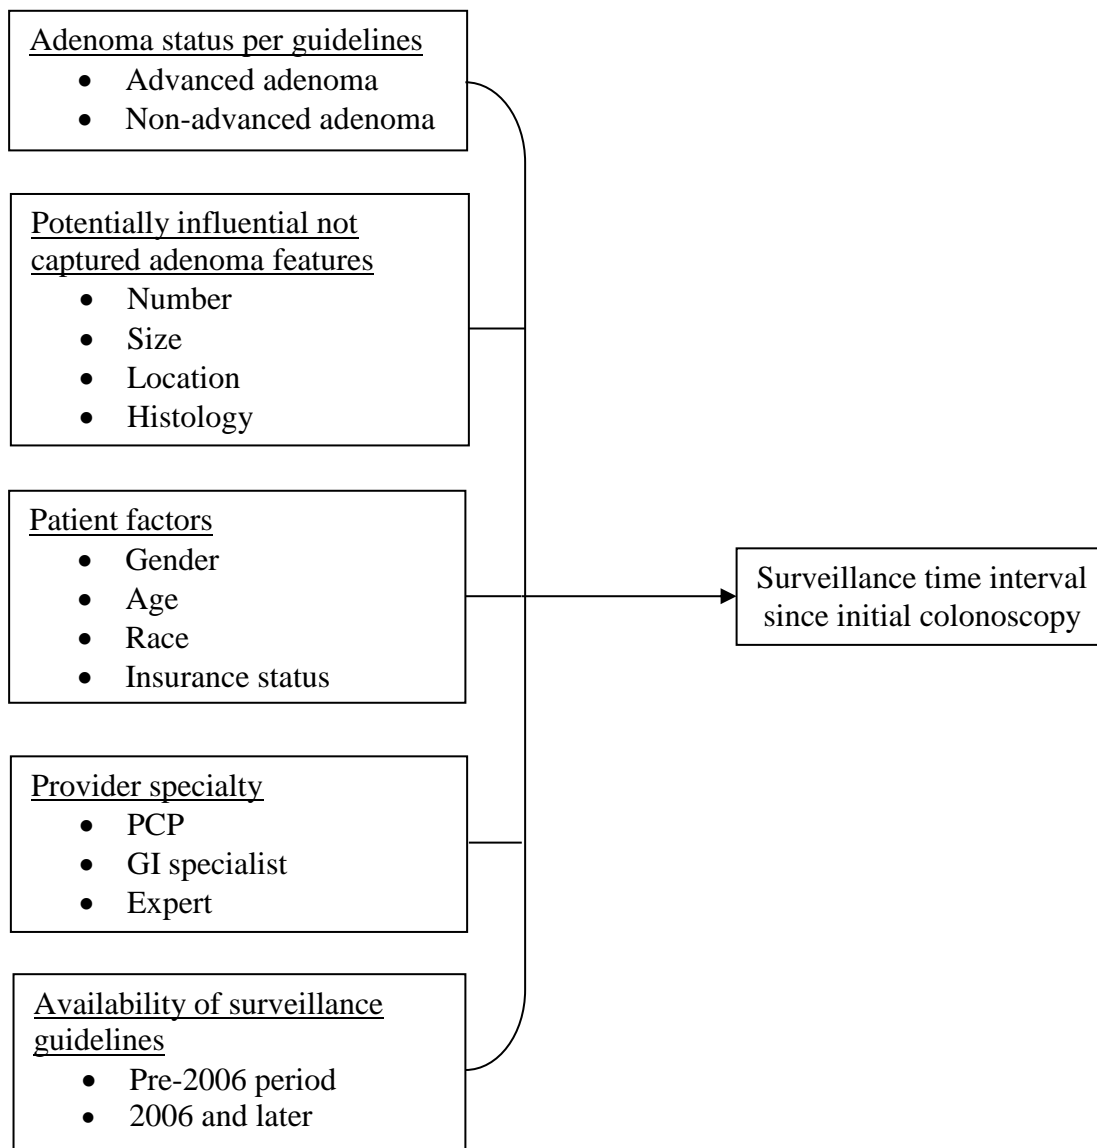 Adenoma status per guidelines
• Advanced adenoma
• Non-advanced adenoma
Potentially influential not
captured adenoma features
• Number
• Size
• Location
• Histology
Patient factors
• Gender
• Age
• Race
• Insurance status
Surveillance time interval
since initial colonoscopy
Provider specialty
• PCP
• GI specialist
• Expert
Availability of surveillance
guidelines
• Pre-2006 period
• 2006 and later